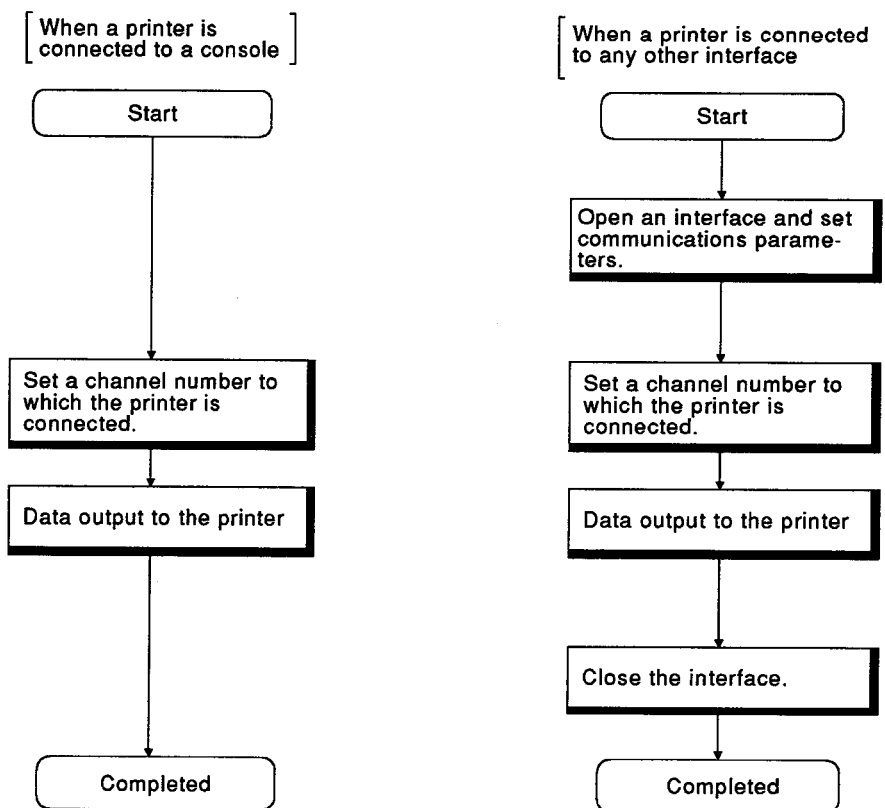 When a printer is
connected to a console
Start
Set a channel number to
which the printer is
connected.
Data output to the printer
Completed
When a printer is connected
to any other interface
Start
Open an interface and set
communications parame-
ters.
Set a channel number to
which the printer is
connected.
Data output to the printer
Close the interface.
Completed